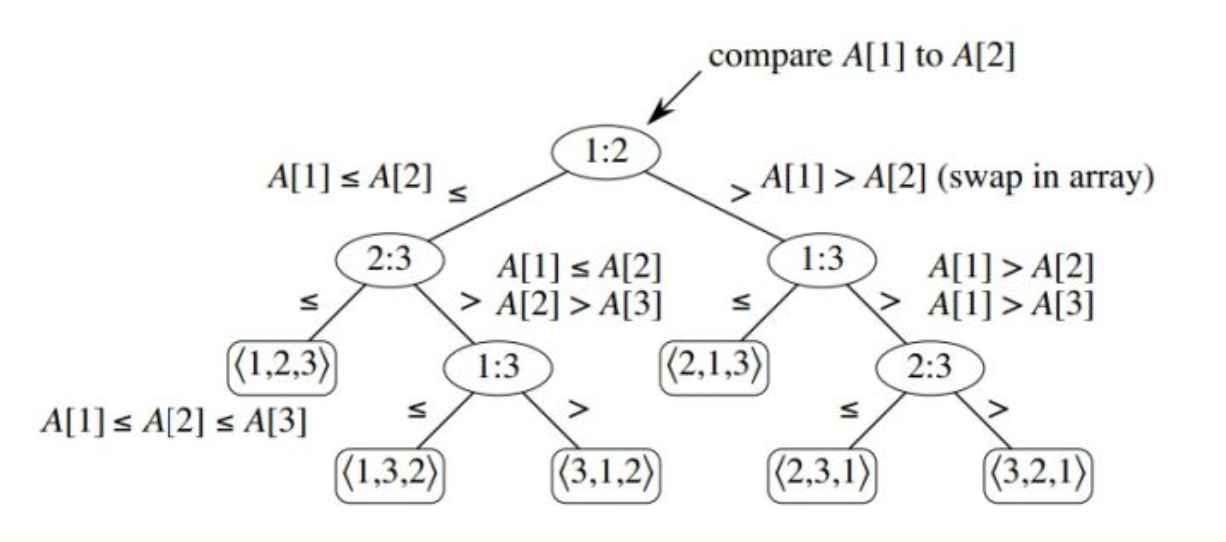 compare A[1] to A[2]
1:2
A[1] ≤ A[2] ≤
> A[1] > A[2] (swap in array)
2:3
A[1] ≤ A[2]
1:3
A[1] > A[2]
≤
> A[2] > A[3]
≤
> A[1] > A[3]
⟨1,2,3⟩
1:3
⟨2,1,3⟩
2:3
A[1] ≤ A[2] ≤ A[3]
≤
>
≤
>
⟨1,3,2⟩
⟨3,1,2⟩
⟨2,3,1⟩
⟨3,2,1⟩